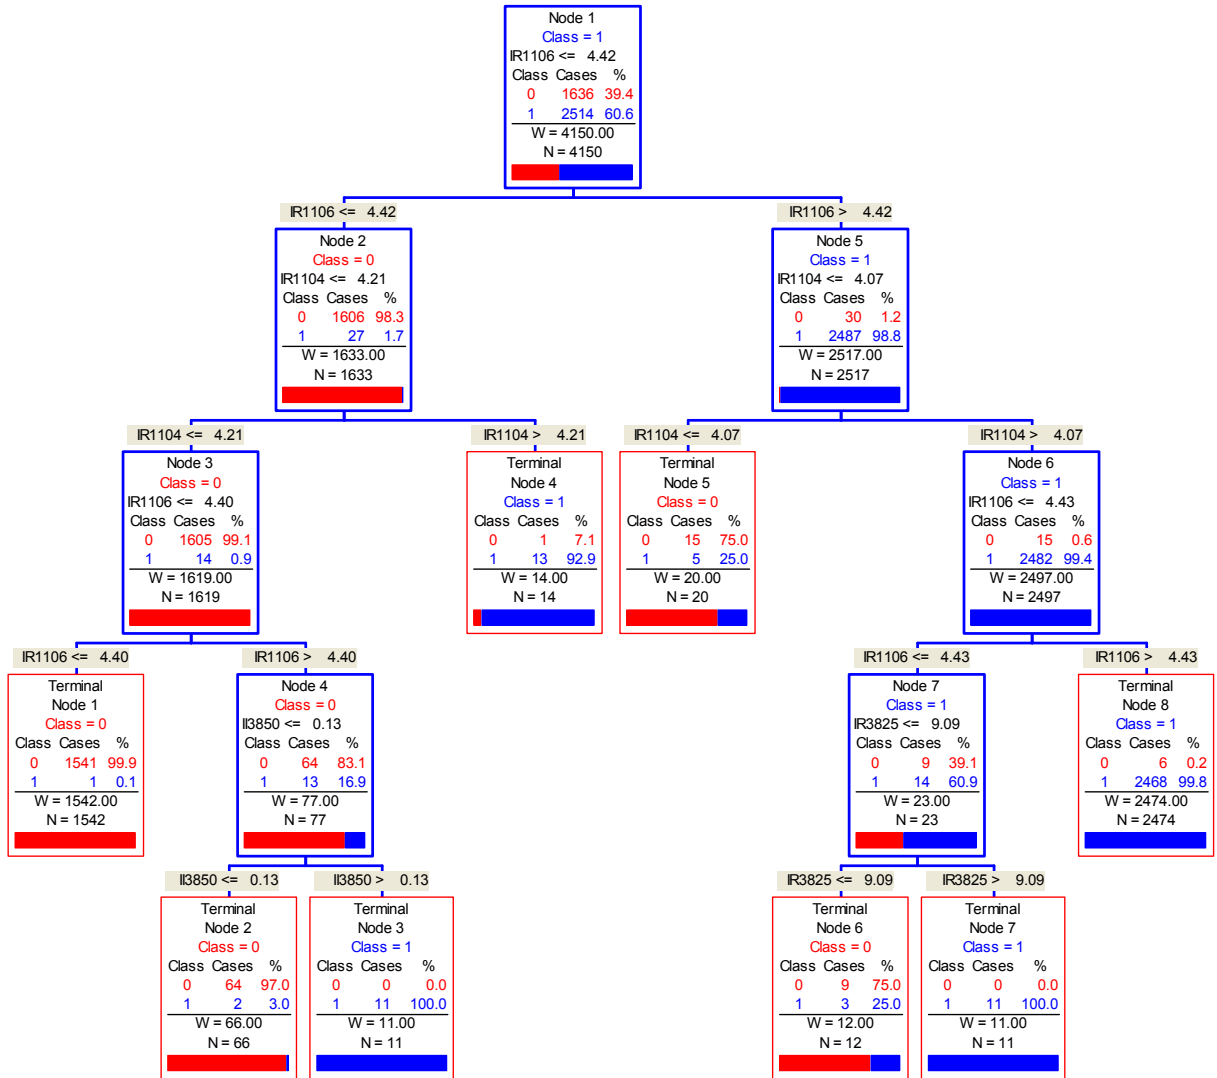 Node 1
Class = 1
IR1106 <= 4.42
Class Cases %
0 1636 39.4
1 2514 60.6
W = 4150.00
N = 4150
IR1106 <= 4.42
IR1106 > 4.42
Node 2
Class = 0
IR1104 <= 4.21
Class Cases %
0 1606 98.3
1 27 1.7
W = 1633.00
N = 1633
Node 5
Class = 1
IR1104 <= 4.07
Class Cases %
0 30 1.2
1 2487 98.8
W = 2517.00
N = 2517
IR1104 <= 4.21
IR1104 > 4.21
IR1104 <= 4.07
IR1104 > 4.07
Node 3
Class = 0
IR1106 <= 4.40
Class Cases %
0 1605 99.1
1 14 0.9
W = 1619.00
N = 1619
Terminal
Node 4
Class = 1
Class Cases %
0 1 7.1
1 13 92.9
W = 14.00
N = 14
Terminal
Node 5
Class = 0
Class Cases %
0 15 75.0
1 5 25.0
W = 20.00
N = 20
Node 6
Class = 1
IR1106 <= 4.43
Class Cases %
0 15 0.6
1 2482 99.4
W = 2497.00
N = 2497
IR1106 <= 4.40
IR1106 > 4.40
IR1106 <= 4.43
IR1106 > 4.43
Terminal
Node 1
Class = 0
Class Cases %
0 1541 99.9
1 1 0.1
W = 1542.00
N = 1542
Node 4
Class = 0
II3850 <= 0.13
Class Cases %
0 64 83.1
1 13 16.9
W = 77.00
N = 77
Node 7
Class = 1
IR3825 <= 9.09
Class Cases %
0 9 39.1
1 14 60.9
W = 23.00
N = 23
Terminal
Node 8
Class = 1
Class Cases %
0 6 0.2
1 2468 99.8
W = 2474.00
N = 2474
II3850 <= 0.13
II3850 > 0.13
IR3825 <= 9.09
IR3825 > 9.09
Terminal
Node 2
Class = 0
Class Cases %
0 64 97.0
1 2 3.0
W = 66.00
N = 66
Terminal
Node 3
Class = 1
Class Cases %
0 0 0.0
1 11 100.0
W = 11.00
N = 11
Terminal
Node 6
Class = 0
Class Cases %
0 9 75.0
1 3 25.0
W = 12.00
N = 12
Terminal
Node 7
Class = 1
Class Cases %
0 0 0.0
1 11 100.0
W = 11.00
N = 11